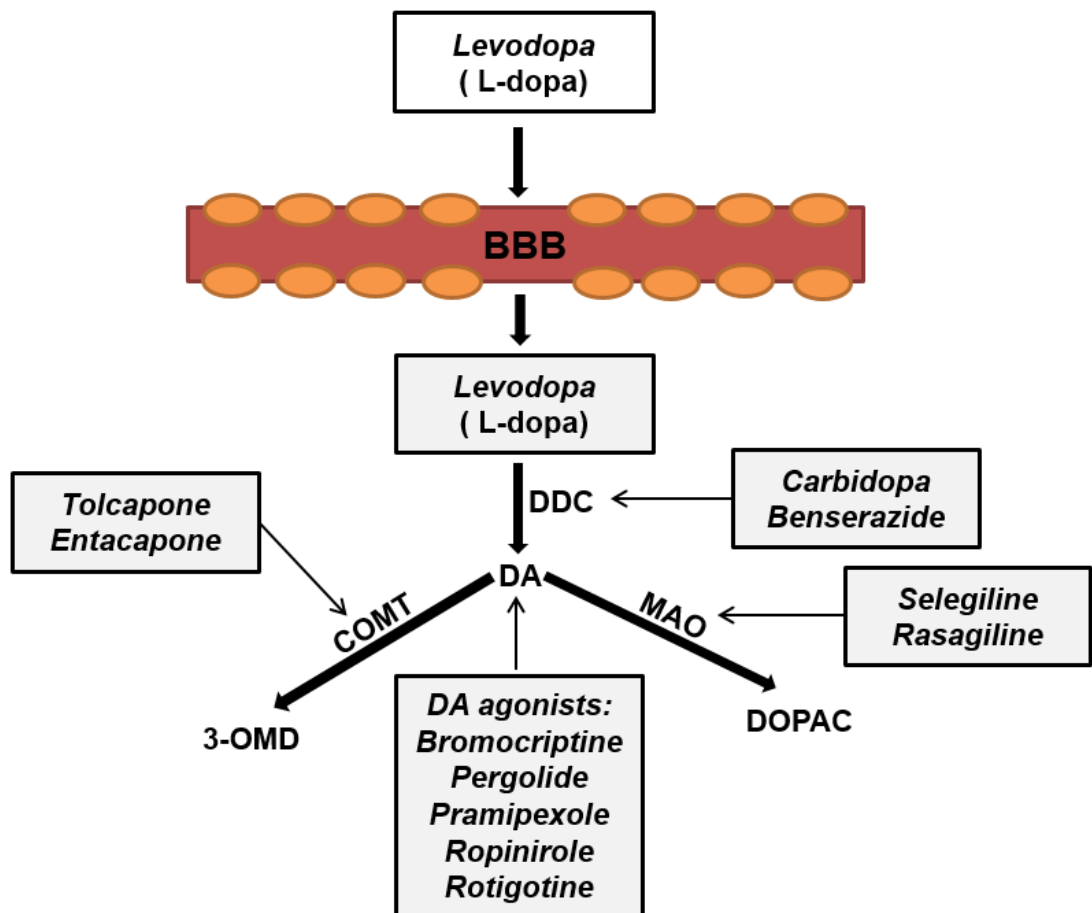 Levodopa
( L-dopa)
BBB
Levodopa
( L-dopa)
Tolcapone
Entacapone
DDC
Carbidopa
Benserazide
DA
COMT
MAO
Selegiline
Rasagiline
3-OMD
DA agonists:
Bromocriptine
Pergolide
Pramipexole
Ropinirole
Rotigotine
DOPAC